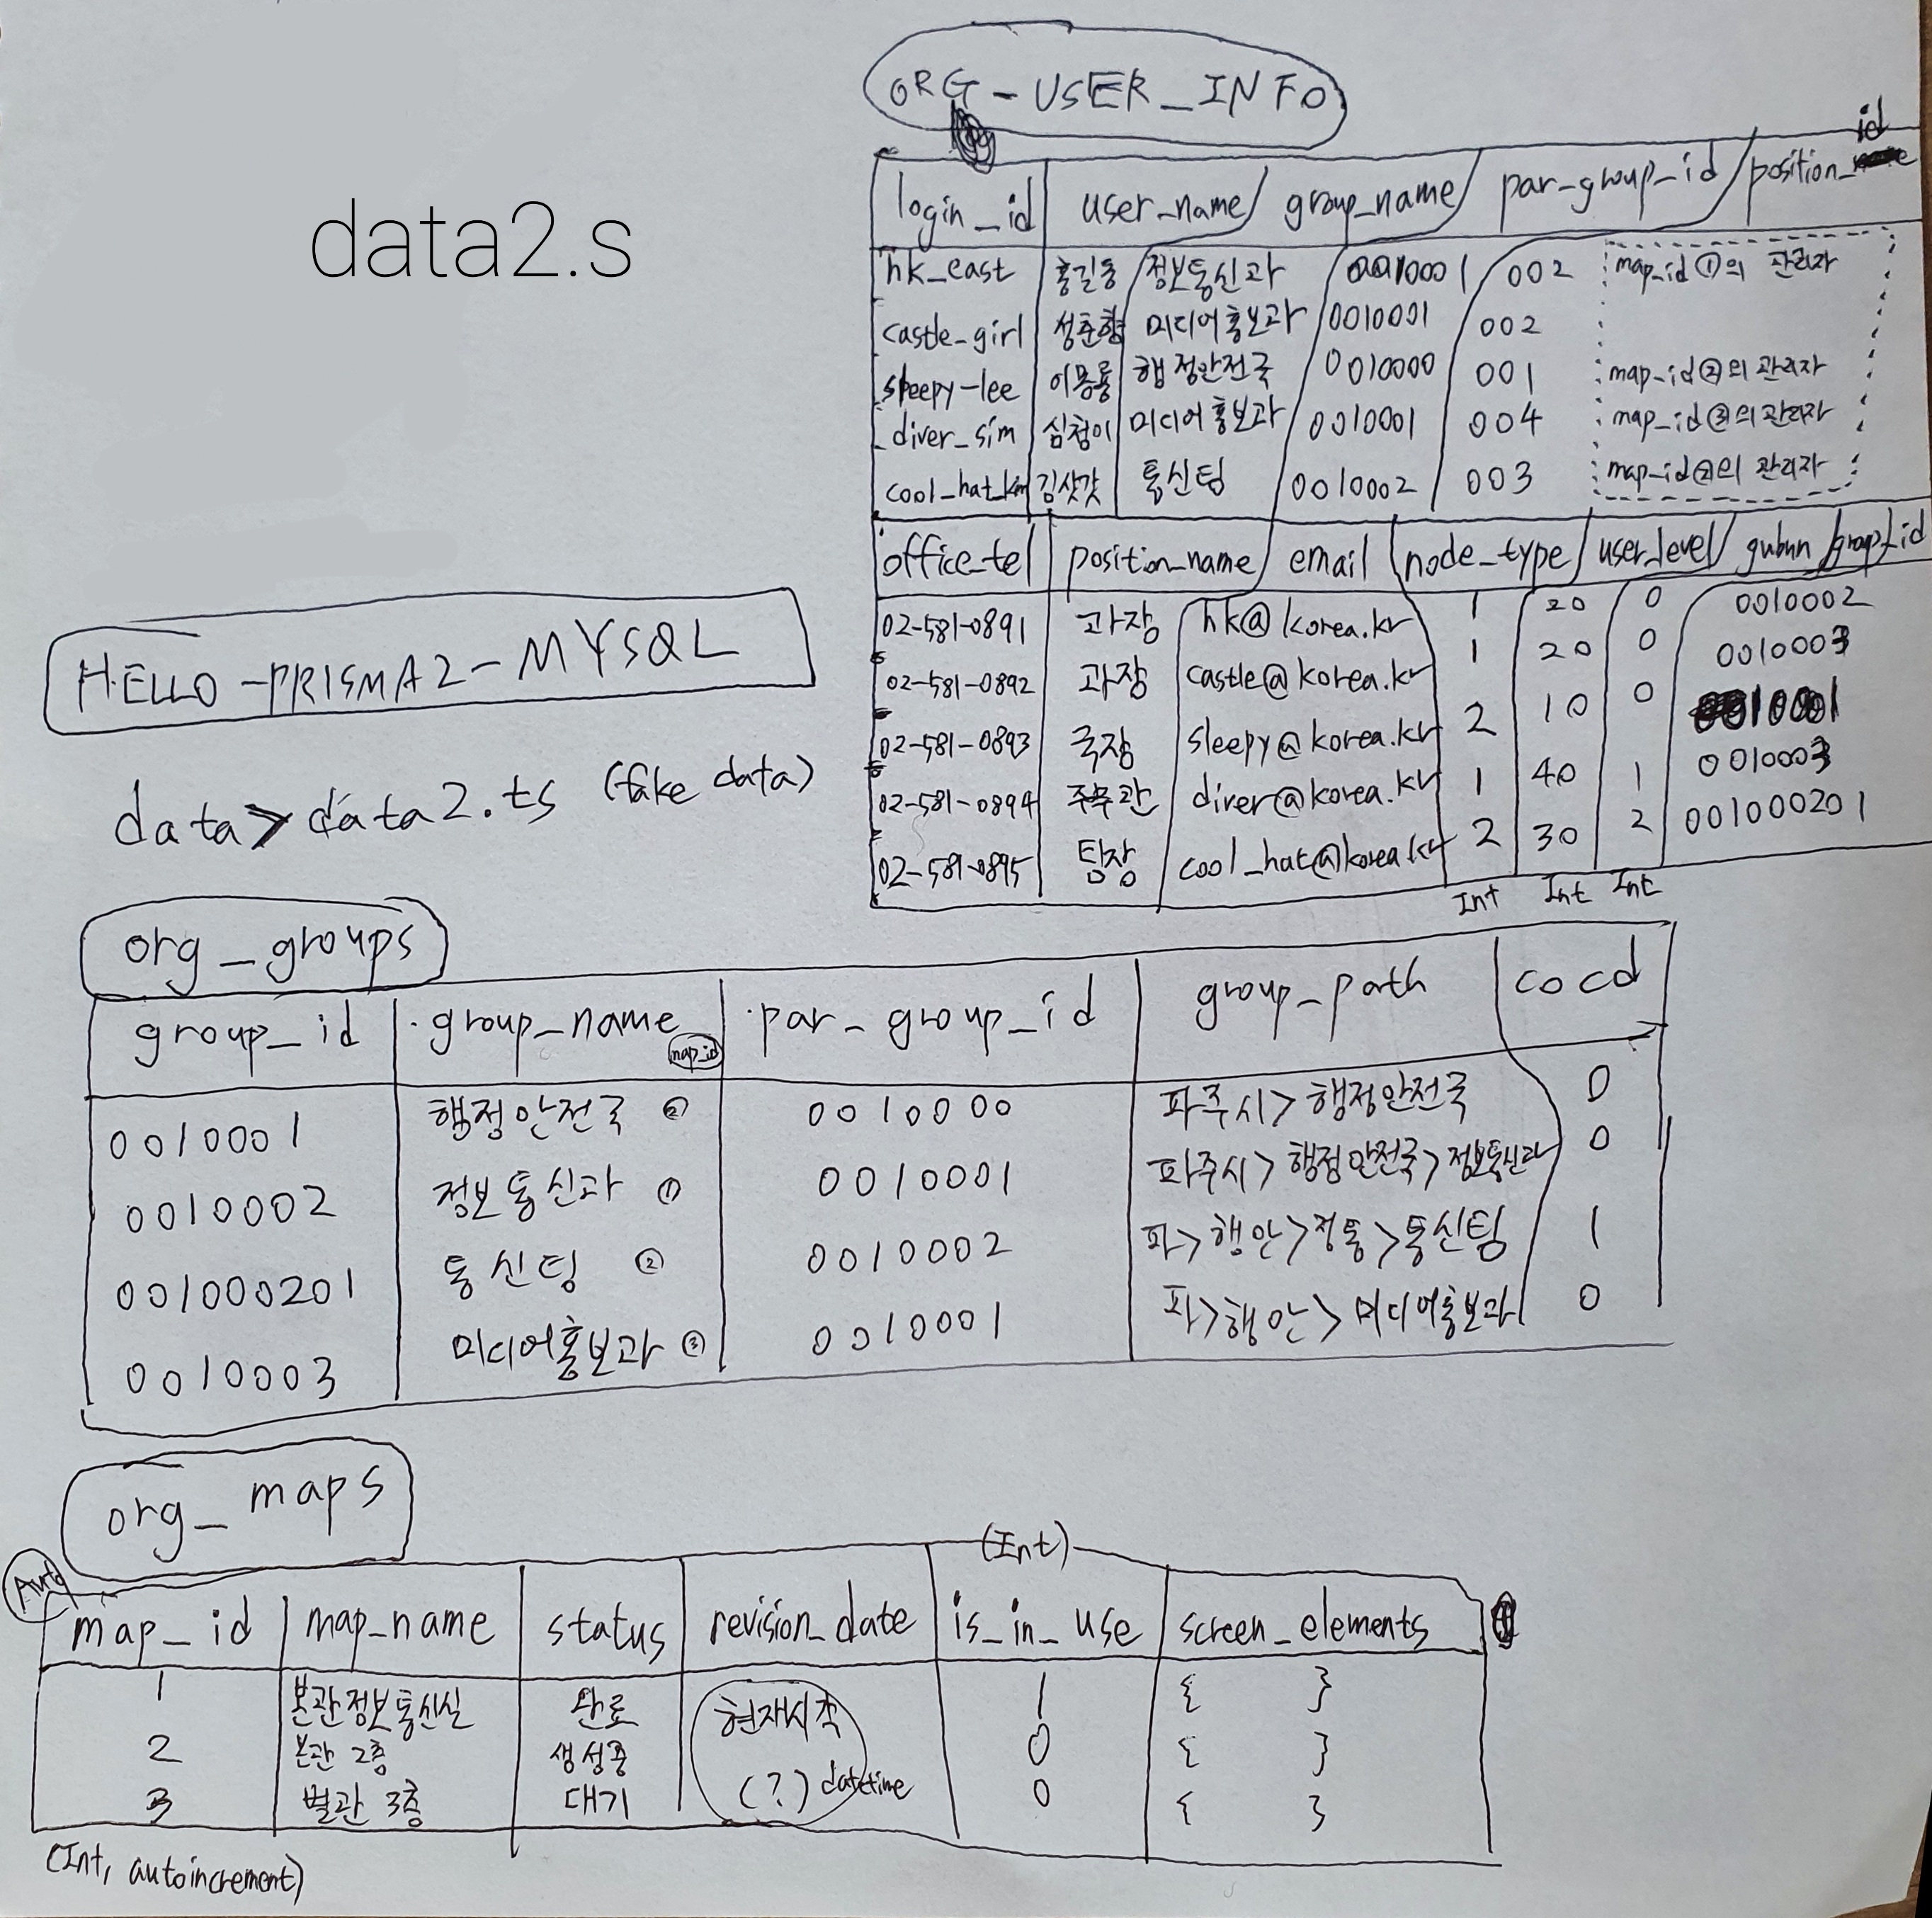 data2.s
ORG-USER_INFO
login_id user_name group_name par-group-id position_id
hk_east 홍길동 정보통신과 0010001 002 map_id ①의 관리자
castle-girl 성춘향 미디어홍보과 0010001 002
sleepy-lee 이몽룡 행정안전국 0010000 001 map_id ②의 관리자
diver_sim 심청이 미디어홍보과 0010001 004 map_id ③의 관리자
cool_hat_kim 김삿갓 통신팀 0010002 003 map_id ②의 관리자
office_tel position_name email node_type user_level gubun group_id
02-581-0891 과장 hk@korea.kr 1 20 0 0010002
02-581-0892 과장 castle@korea.kr 1 20 0 0010003
02-581-0893 국장 sleepy@korea.kr 2 10 0 0010001
02-581-0894 주무관 diver@korea.kr 1 40 1 0010003
02-581-0895 팀장 cool_hat@korea.kr 2 30 2 001000201
Int Int Int
HELLO-PRISMA2-MYSQL
data>data2.ts (fake data)
org_groups
group_id group_name map_id par_group_id group_path cocd
0010001 행정안전국 ② 0010000 파주시>행정안전국 0
0010002 정보통신과 ① 0010001 파주시>행정안전국>정보통신과 0
001000201 통신팀 ② 0010002 파>행안>정통>통신팀 1
0010003 미디어홍보과 ③ 0010001 파>행안>미디어홍보과 0
org_maps
Auto
(Int)
map_id map_name status revision_date is_in_use screen_elements
1 본관정보통신실 완료 현재시각 1 { }
2 본관 2층 생성중 0 { }
3 별관 3층 대기 (?) datetime 0 { }
(Int, autoincrement)